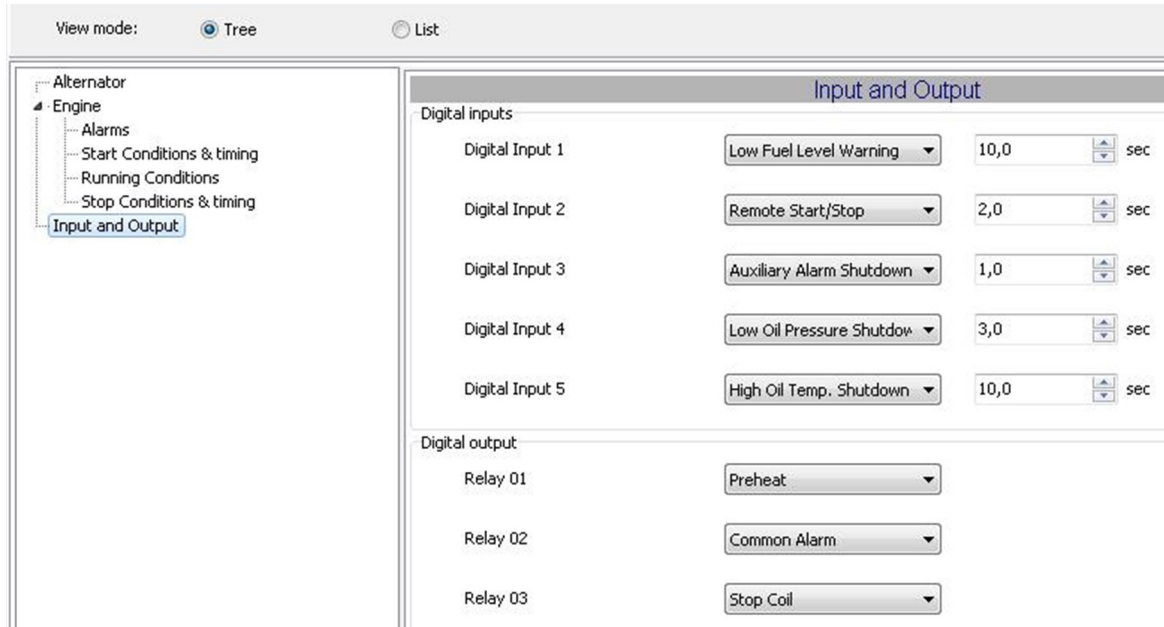 View mode: Tree List
Alternator
Engine
Alarms
Start Conditions & timing
Running Conditions
Stop Conditions & timing
Input and Output
Input and Output
Digital inputs
Digital Input 1 Low Fuel Level Warning 10,0 sec
Digital Input 2 Remote Start/Stop 2,0 sec
Digital Input 3 Auxiliary Alarm Shutdown 1,0 sec
Digital Input 4 Low Oil Pressure Shutdow 3,0 sec
Digital Input 5 High Oil Temp. Shutdown 10,0 sec
Digital output
Relay 01 Preheat
Relay 02 Common Alarm
Relay 03 Stop Coil